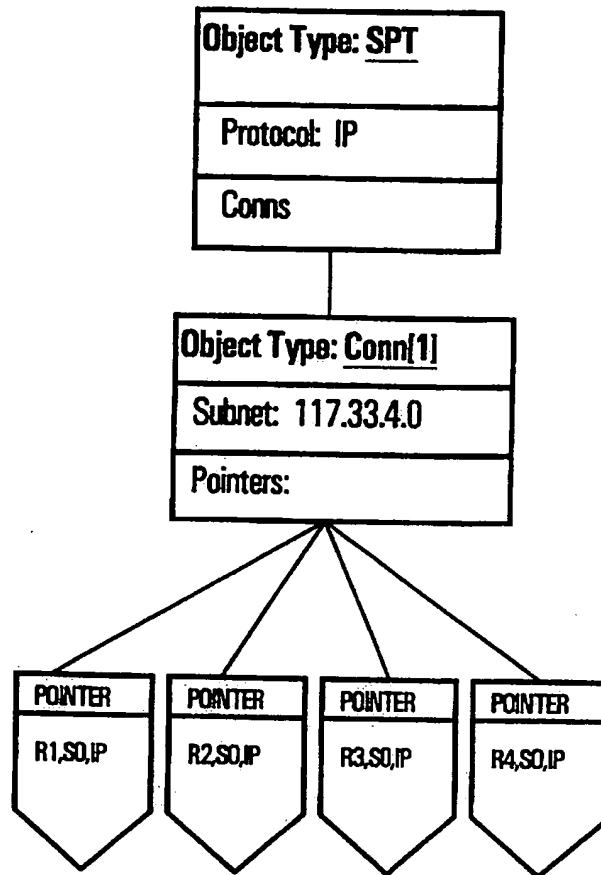 Object Type: SPT
Protocol: IP
Conns
Object Type: Conn[1]
Subnet: 117.33.4.0
Pointers:
POINTER
R1,S0,IP
POINTER
R2,S0,IP
POINTER
R3,S0,IP
POINTER
R4,S0,IP